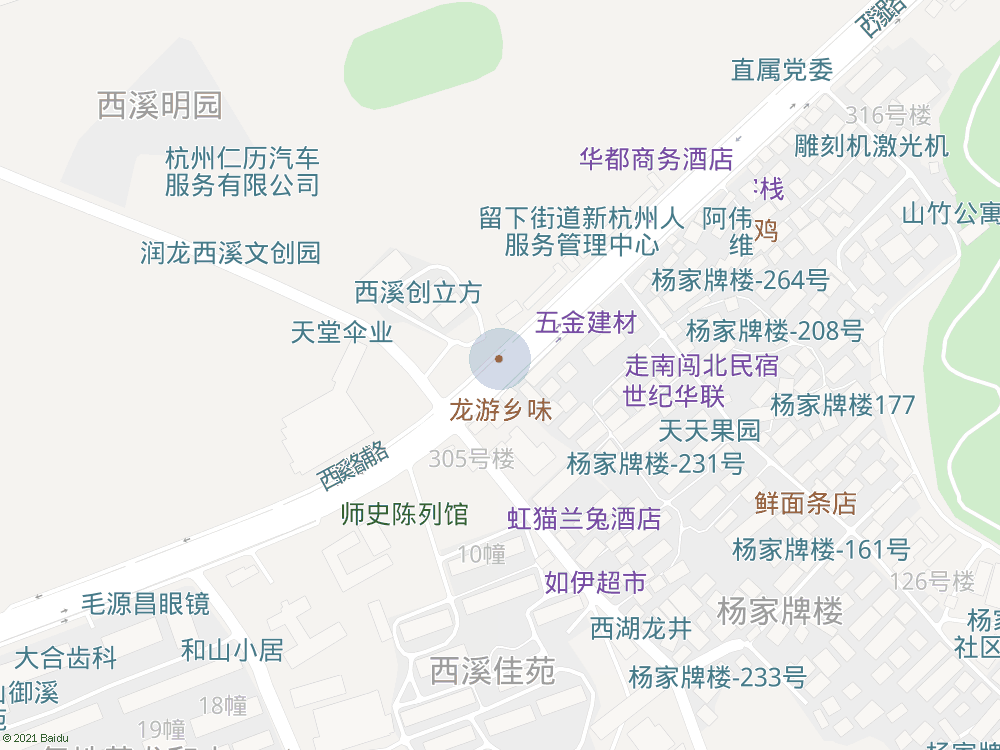 西溪路
直属党委
西溪明园
316号楼
雕刻机激光机
杭州仁历汽车
服务有限公司
华都商务酒店
栈
山竹公寓
留下街道新杭州人
服务管理中心
阿伟
维
鸡
润龙西溪文创园
杨家牌楼-264号
西溪创立方
天堂伞业
五金建材
杨家牌楼-208号
走南闯北民宿
世纪华联
龙游乡味
杨家牌楼177
天天果园
305号楼
杨家牌楼-231号
西溪路辅路
师史陈列馆
虹猫兰兔酒店
鲜面条店
10幢
杨家牌楼-161号
如伊超市
126号楼
毛源昌眼镜
杨家牌楼
西湖龙井
杨家
社区
和山小居
大合齿科
西溪佳苑
杨家牌楼-233号
山御溪
苑
18幢
19幢
© 2021 Baidu